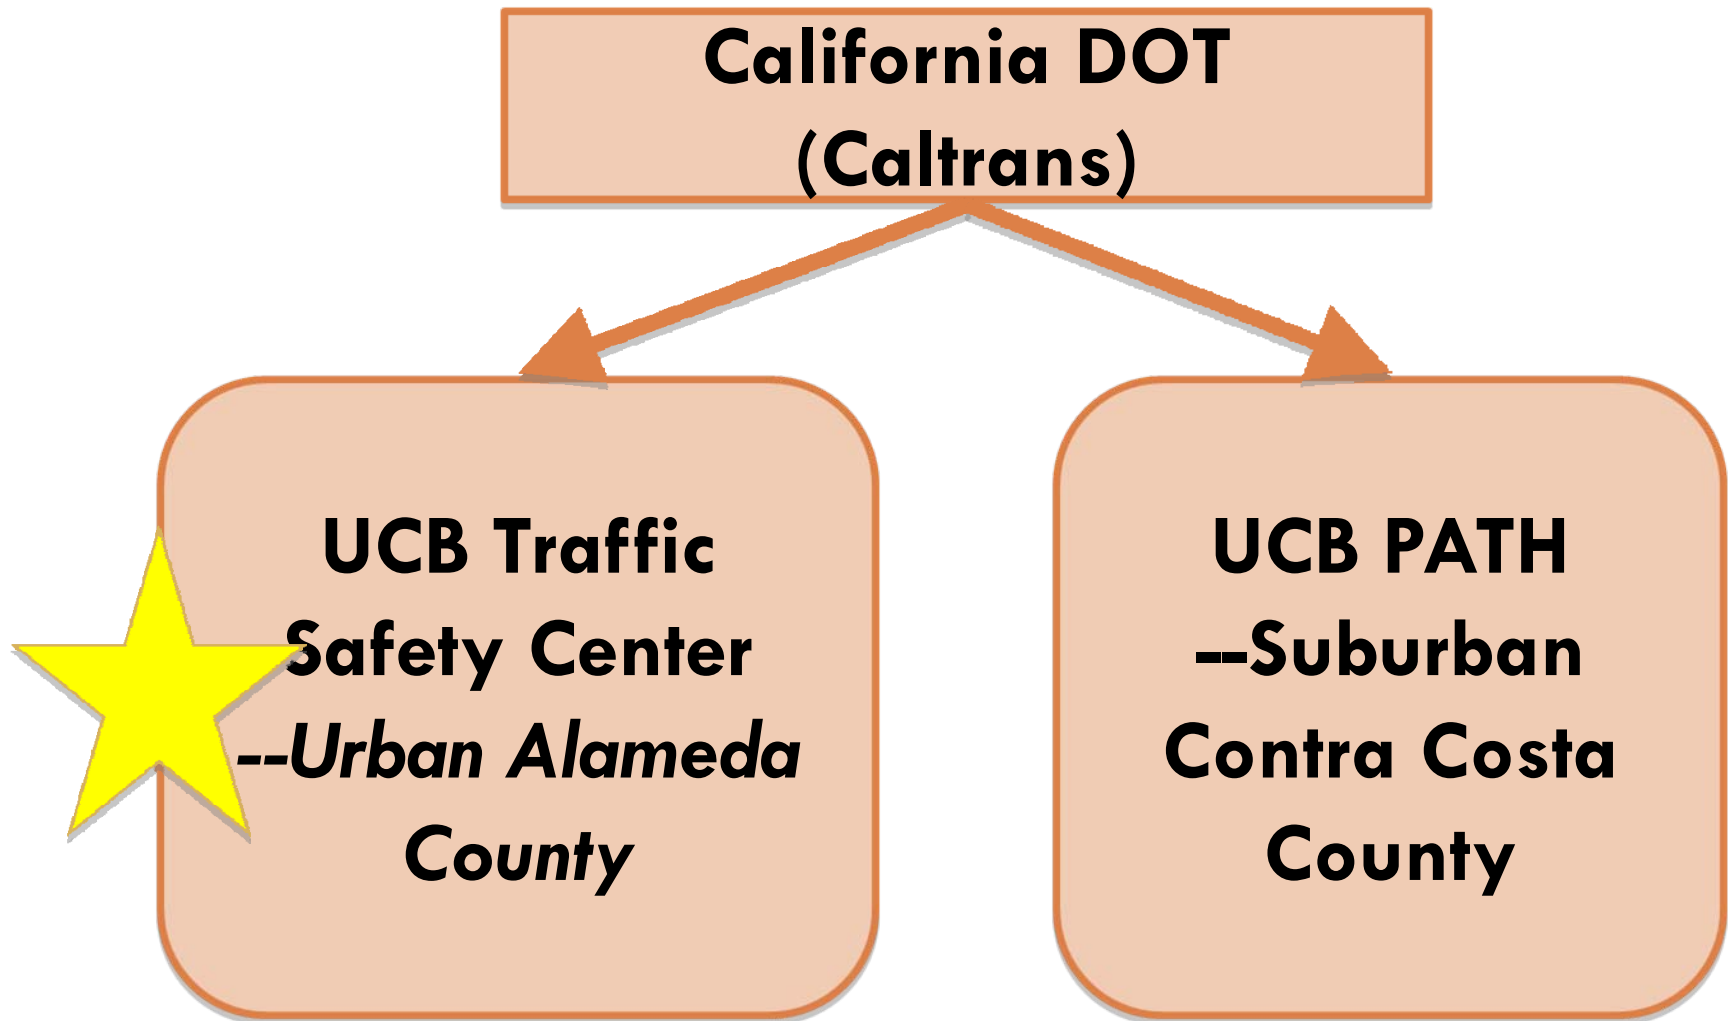 California DOT
(Caltrans)
UCB Traffic
Safety Center
--Urban Alameda
County
UCB PATH
--Suburban
Contra Costa
County